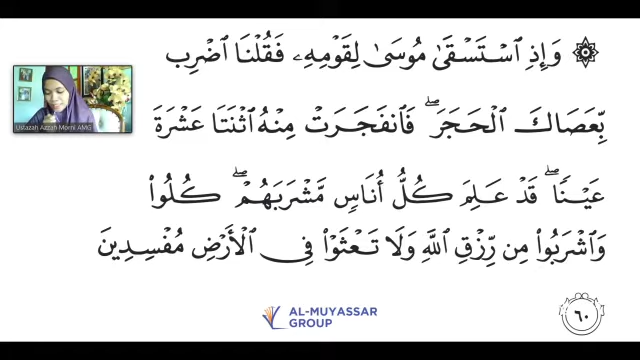 ۞ وَإِذِ ٱسْتَسْقَىٰ مُوسَىٰ لِقَوْمِهِۦ فَقُلْنَا ٱضْرِب
بِّعَصَاكَ ٱلْحَجَرَ ۖ فَٱنفَجَرَتْ مِنْهُ ٱثْنَتَا عَشْرَةَ
عَيْنًا ۖ قَدْ عَلِمَ كُلُّ أُنَاسٍ مَّشْرَبَهُمْ ۖ كُلُوا۟
وَٱشْرَبُوا۟ مِن رِّزْقِ ٱللَّهِ وَلَا تَعْثَوْا۟ فِى ٱلْأَرْضِ مُفْسِدِينَ
٦٠
Ustazah Azzah Morni AMG
AL-MUYASSAR
GROUP